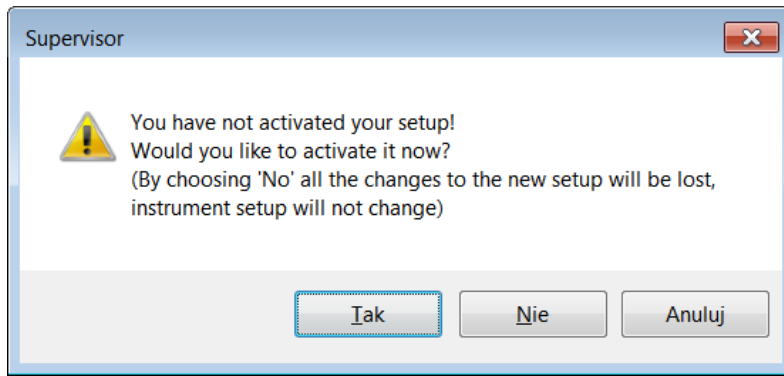 Supervisor
You have not activated your setup!
Would you like to activate it now?
(By choosing 'No' all the changes to the new setup will be lost,
instrument setup will not change)
Tak Nie Anuluj